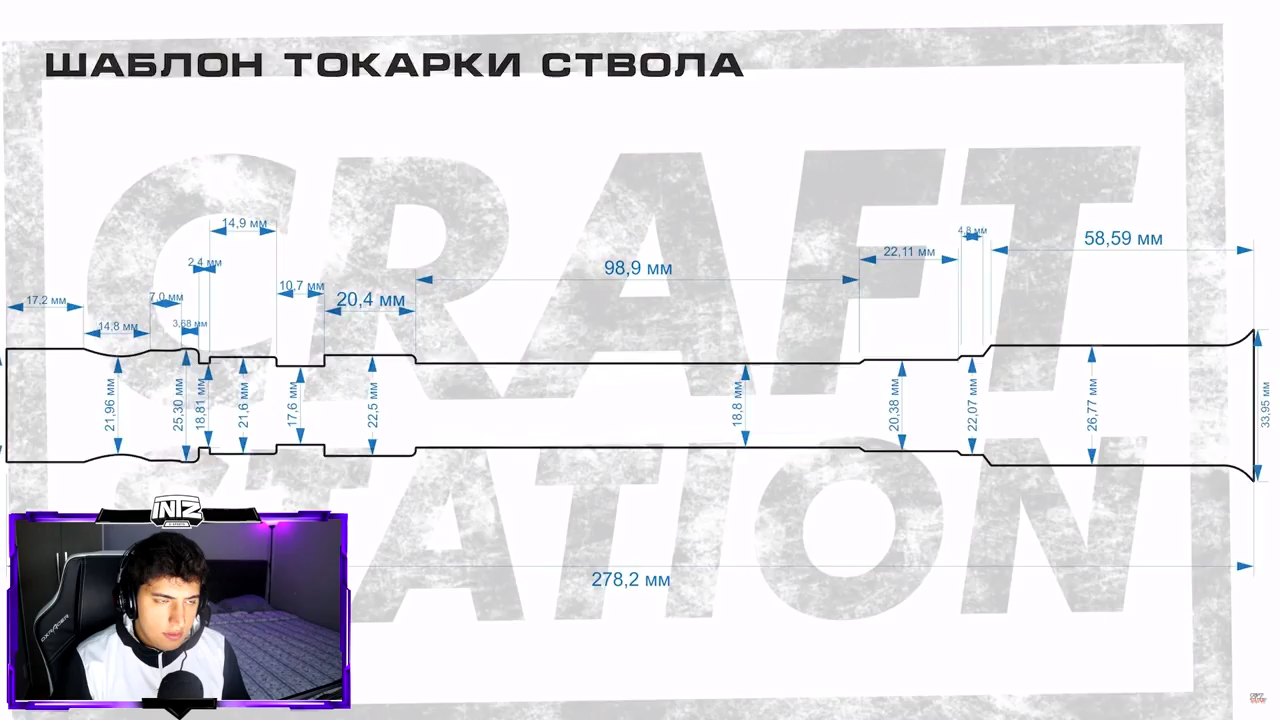 ШАБЛОН ТОКАРКИ СТВОЛА
CRAFT
STATION
14,9 мм
4,8 мм
58,59 мм
22,11 мм
2,4 мм
98,9 мм
10,7 мм
17,2 мм
7,0 мм
20,4 мм
14,8 мм
3,68 мм
21,96 мм
25,30 мм
18,81 мм
21,6 мм
17,6 мм
22,5 мм
18,8 мм
20,38 мм
22,07 мм
26,77 мм
33,95 мм
278,2 мм
INTZ
DXRACER